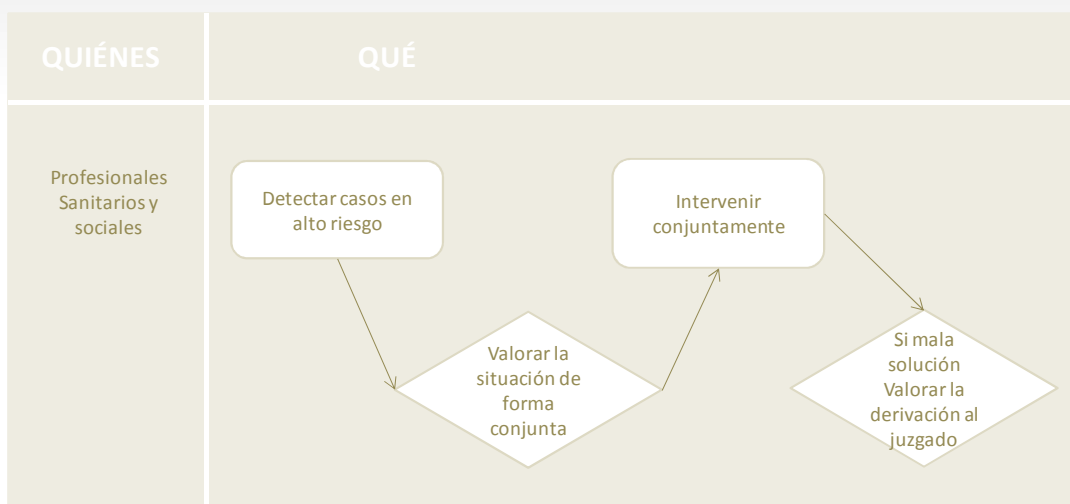 QUIÉNES
QUÉ
Profesionales
Sanitarios y
sociales
Detectar casos en
alto riesgo
Intervenir
conjuntamente
Valorar la
situación de
forma
conjunta
Si mala
solución
Valorar la
derivación al
juzgado